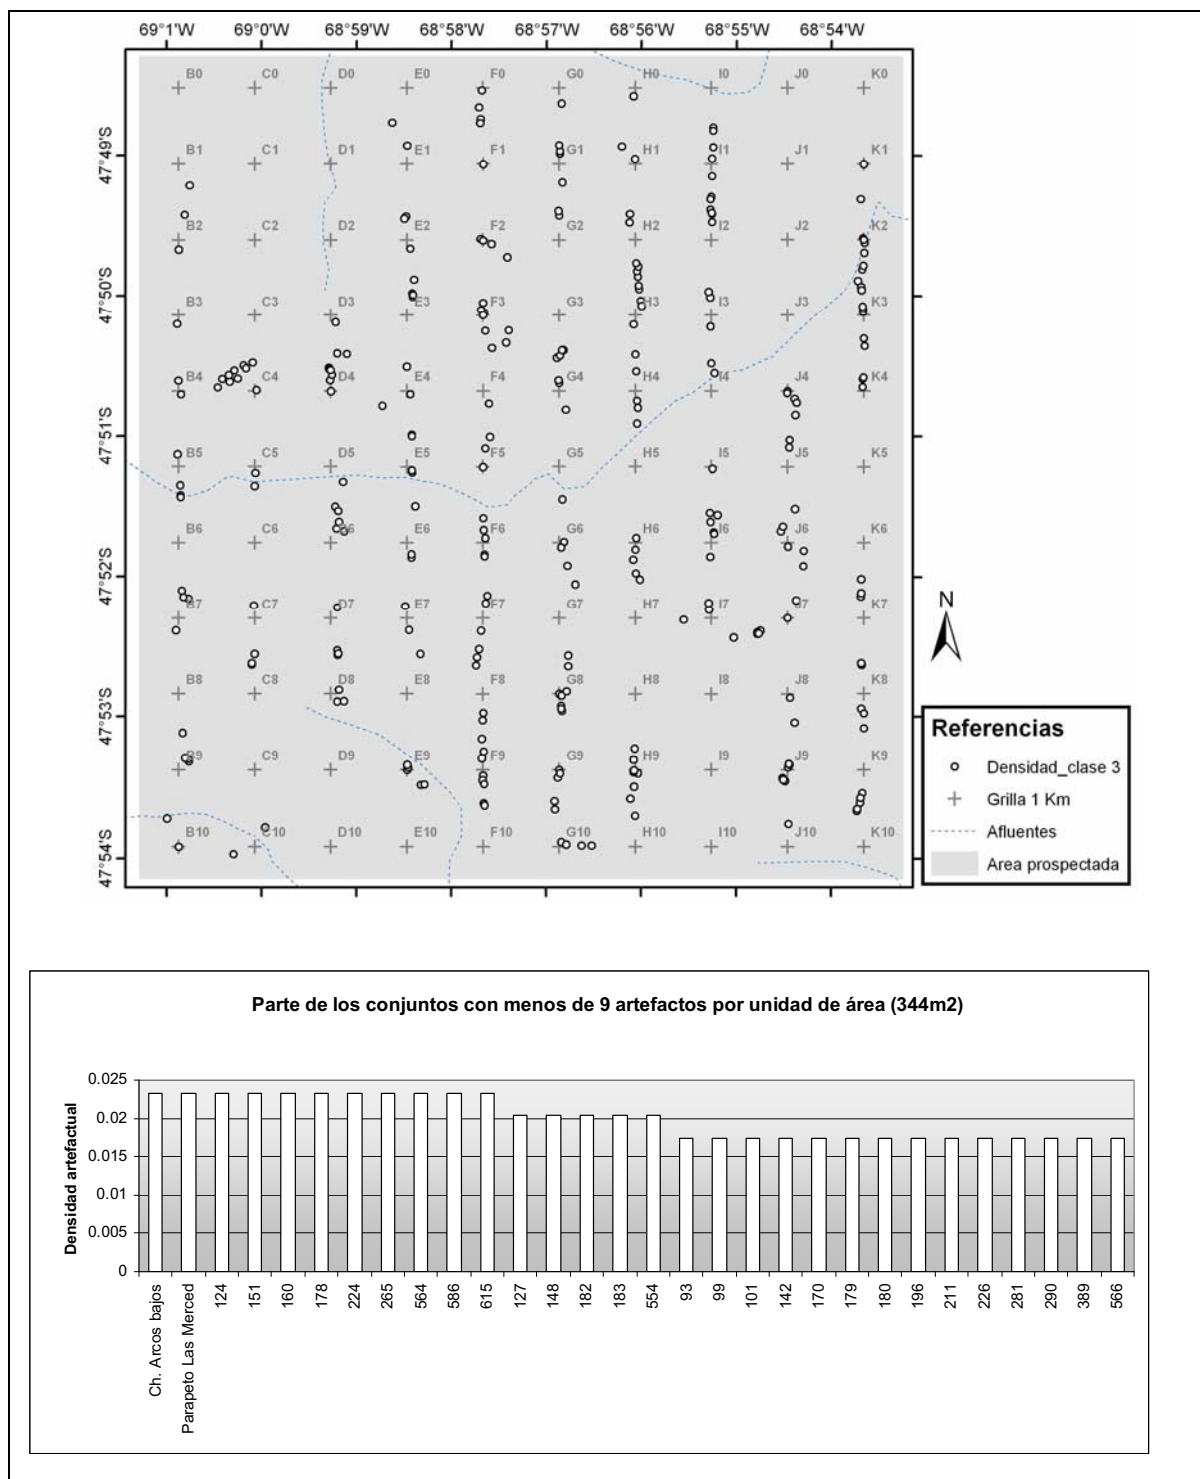 69°1'W 69°0'W 68°59'W 68°58'W 68°57'W 68°56'W 68°55'W 68°54'W
B0 C0 D0 E0 F0 G0 H0 I0 J0 K0
47°49'S
B1 C1 D1 E1 F1 G1 H1 I1 J1 K1
B2 C2 D2 E2 F2 G2 H2 I2 J2 K2
47°50'S
B3 C3 D3 E3 F3 G3 H3 I3 J3 K3
B4 C4 D4 E4 F4 G4 H4 I4 J4 K4
47°51'S
B5 C5 D5 E5 F5 G5 H5 I5 J5 K5
B6 C6 D6 E6 F6 G6 H6 I6 J6 K6
47°52'S
B7 C7 D7 E7 F7 G7 H7 I7 J7 K7
B8 C8 D8 E8 F8 G8 H8 I8 J8 K8
47°53'S
B9 C9 D9 E9 F9 G9 H9 I9 J9 K9
B10 C10 D10 E10 F10 G10 H10 I10 J10 K10
47°54'S
N
Referencias
Densidad_clase 3
Grilla 1 Km
Afluentes
Area prospectada
Parte de los conjuntos con menos de 9 artefactos por unidad de área (344m2)
Densidad artefactual
0.025
0.02
0.015
0.01
0.005
0
Ch. Arcos bajos
Parapeto Las Merced
124
151
160
178
224
265
564
586
615
127
148
182
183
554
93
99
101
142
170
179
180
196
211
226
281
290
389
566